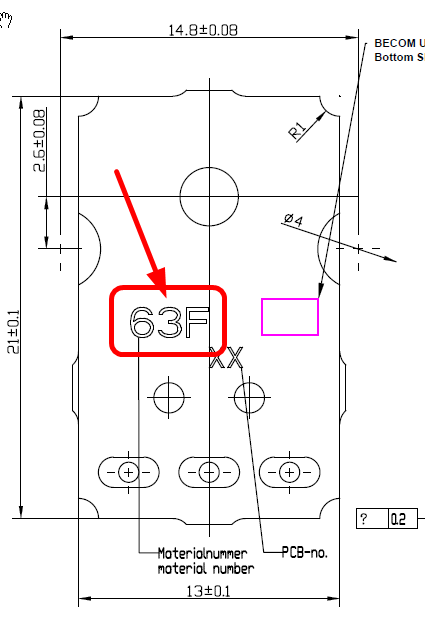 14.8±0.08
BECOM U
Bottom S
2.6±0.08
R1
ø4
21±0.1
63F
XX
? 0.2
Materialnummer
material number
PCB-no.
13±0.1